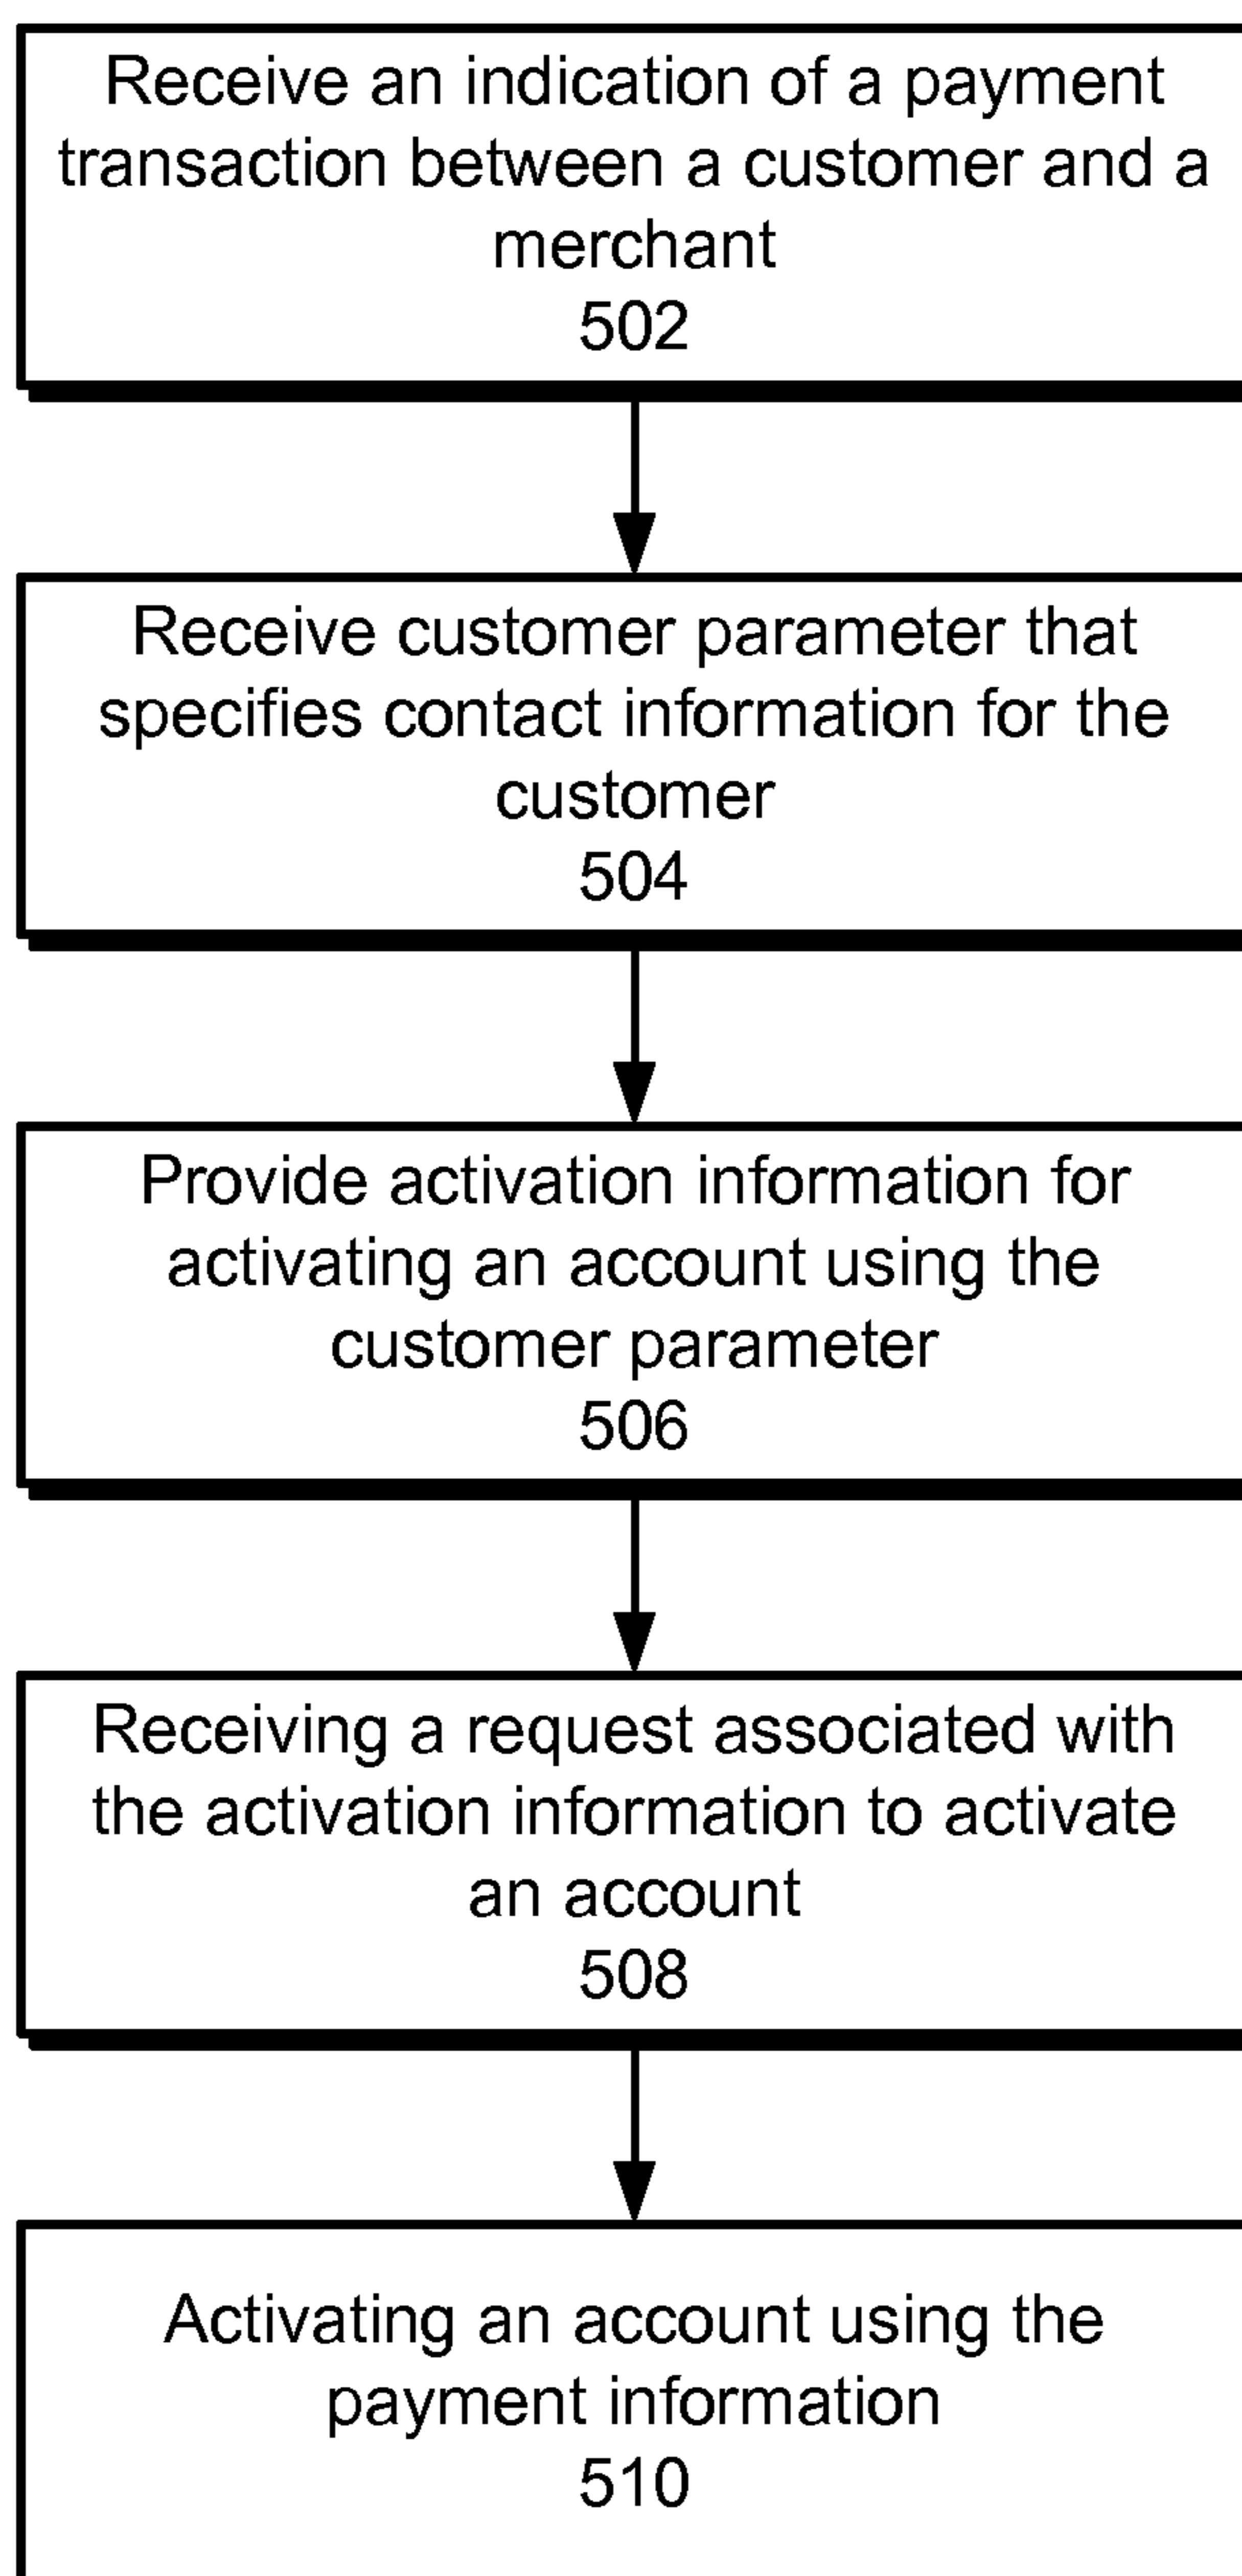 Receive an indication of a payment
transaction between a customer and a
merchant
502
Receive customer parameter that
specifies contact information for the
customer
504
Provide activation information for
activating an account using the
customer parameter
506
Receiving a request associated with
the activation information to activate
an account
508
Activating an account using the
payment information
510